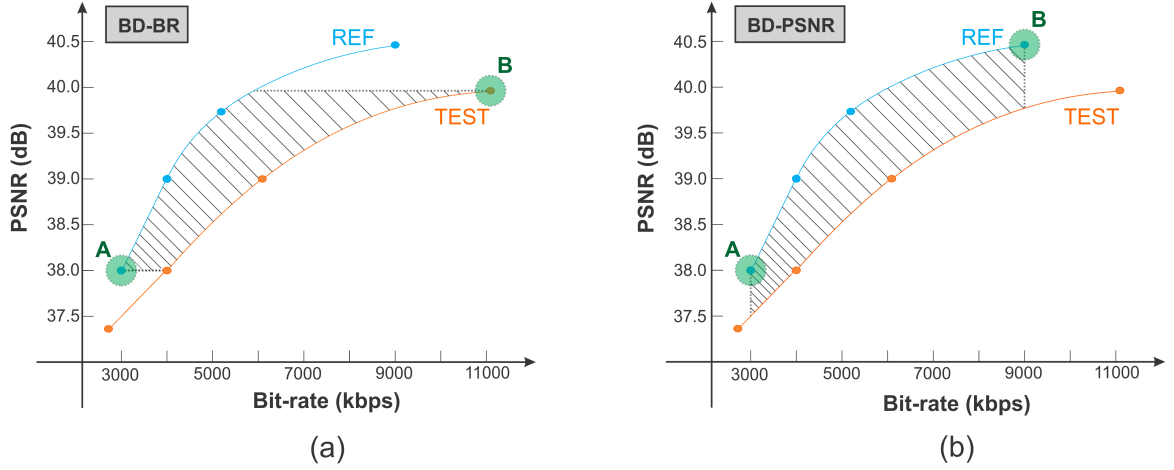 BD-BR
REF
B
TEST
A
PSNR (dB)
40.5
40.0
39.5
39.0
38.5
38.0
37.5
3000 5000 7000 9000 11000
Bit-rate (kbps)
(a)
BD-PSNR
B
REF
TEST
A
PSNR (dB)
40.5
40.0
39.5
39.0
38.5
38.0
37.5
3000 5000 7000 9000 11000
Bit-rate (kbps)
(b)